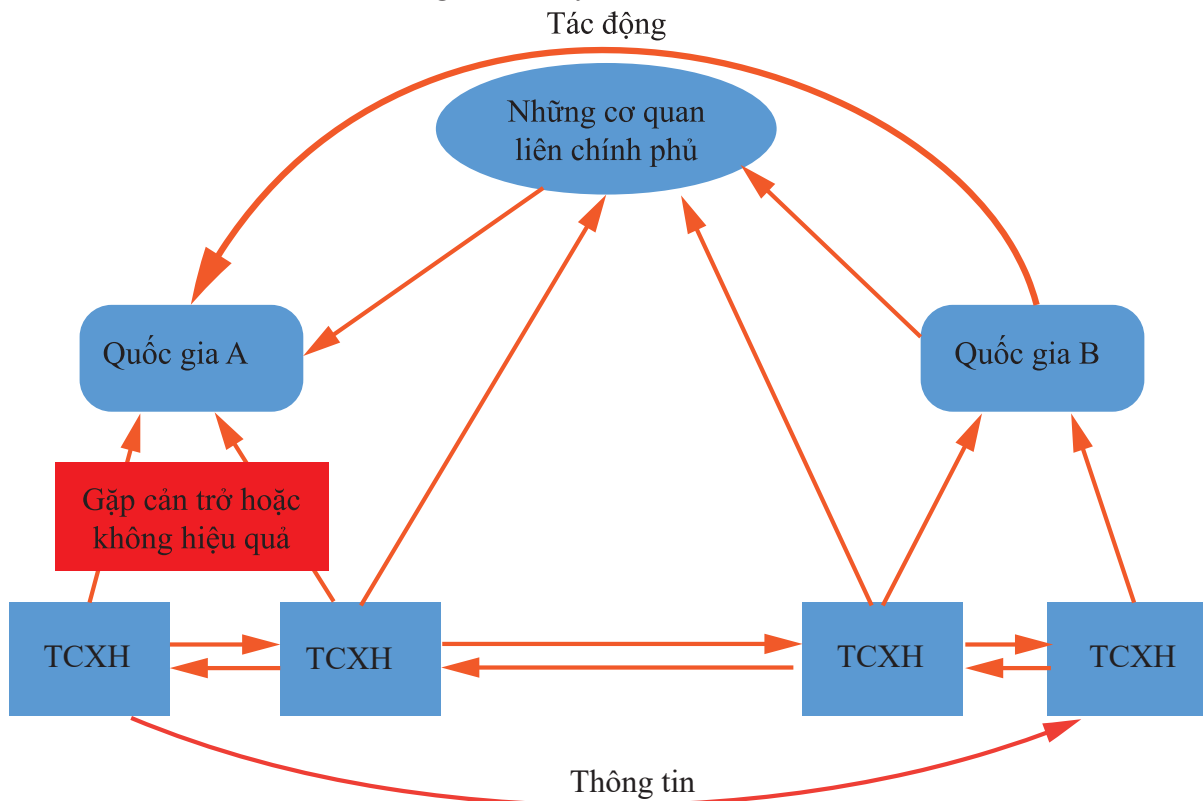 Tác động
Những cơ quan
liên chính phủ
Quốc gia A
Quốc gia B
Gặp cản trở hoặc
không hiệu quả
TCXH
TCXH
TCXH
TCXH
Thông tin